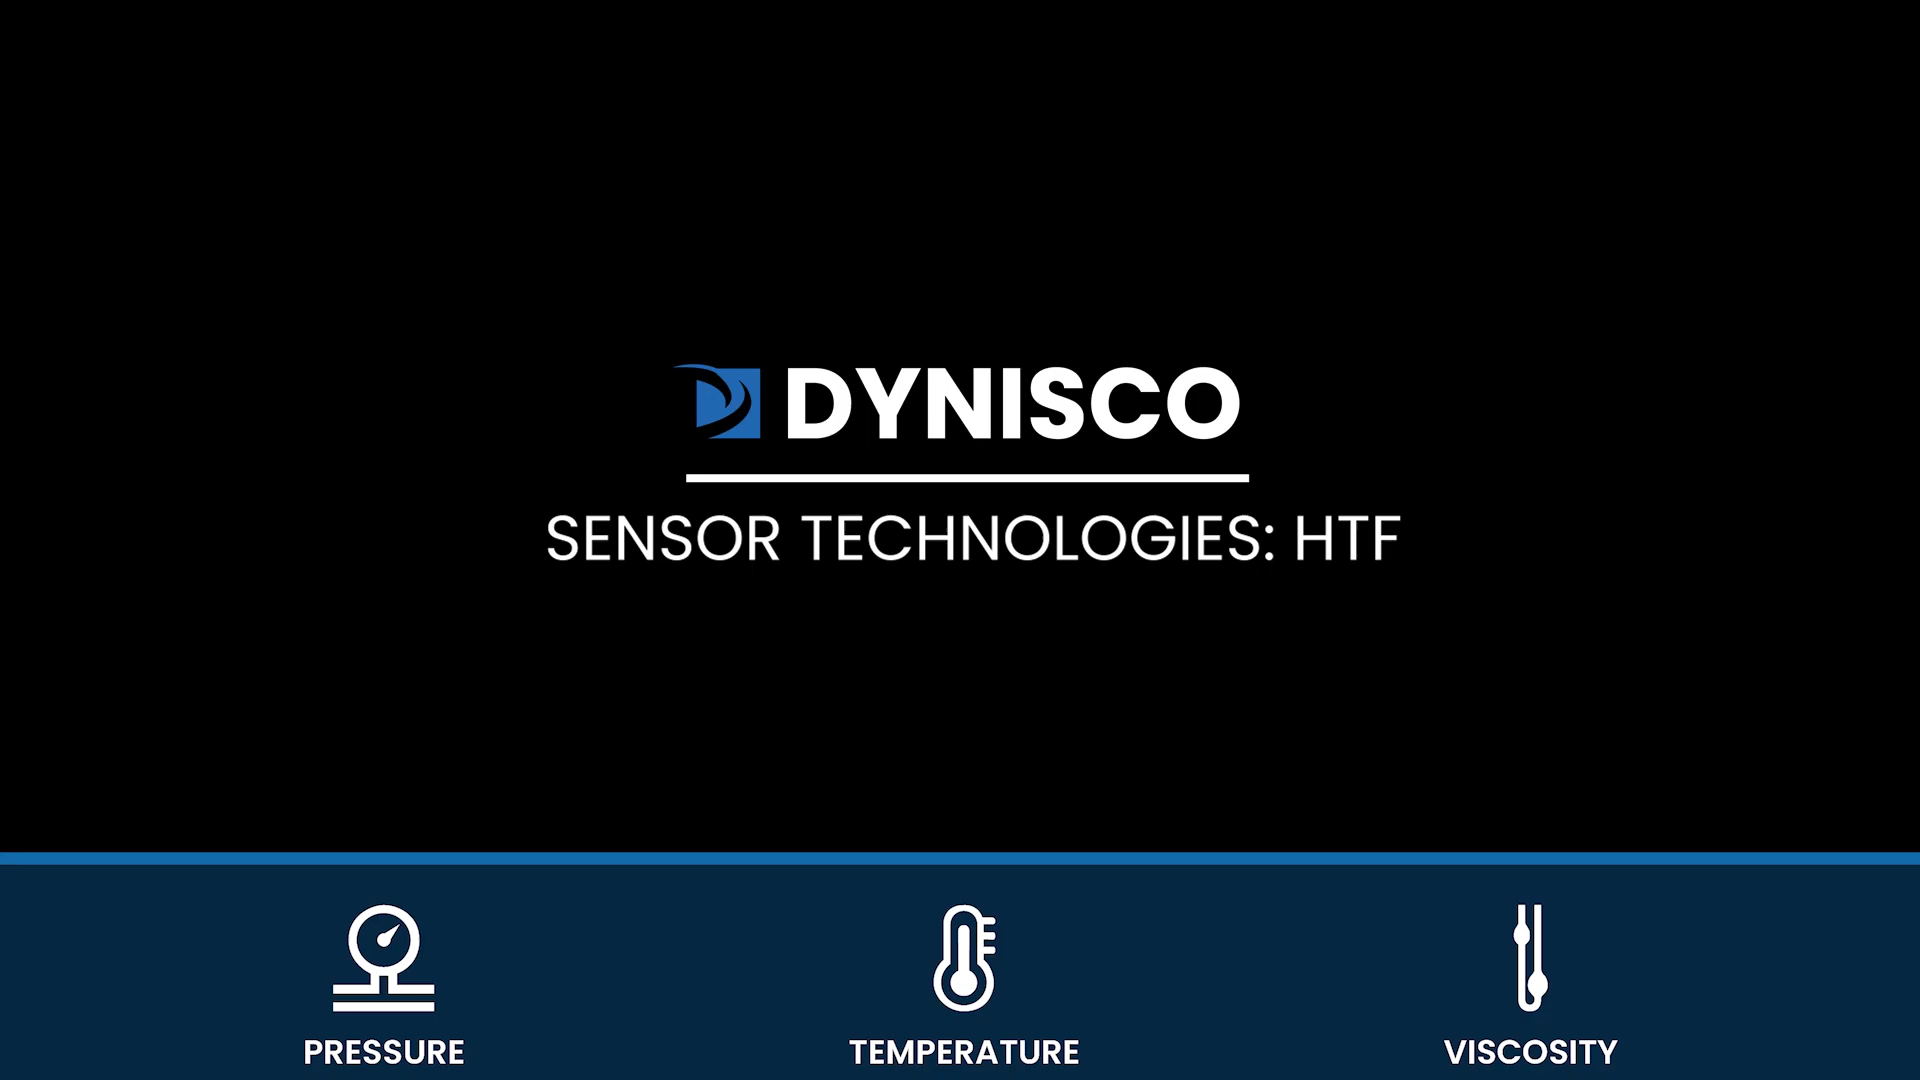 DYNISCO
SENSOR TECHNOLOGIES: HTF
PRESSURE
TEMPERATURE
VISCOSITY